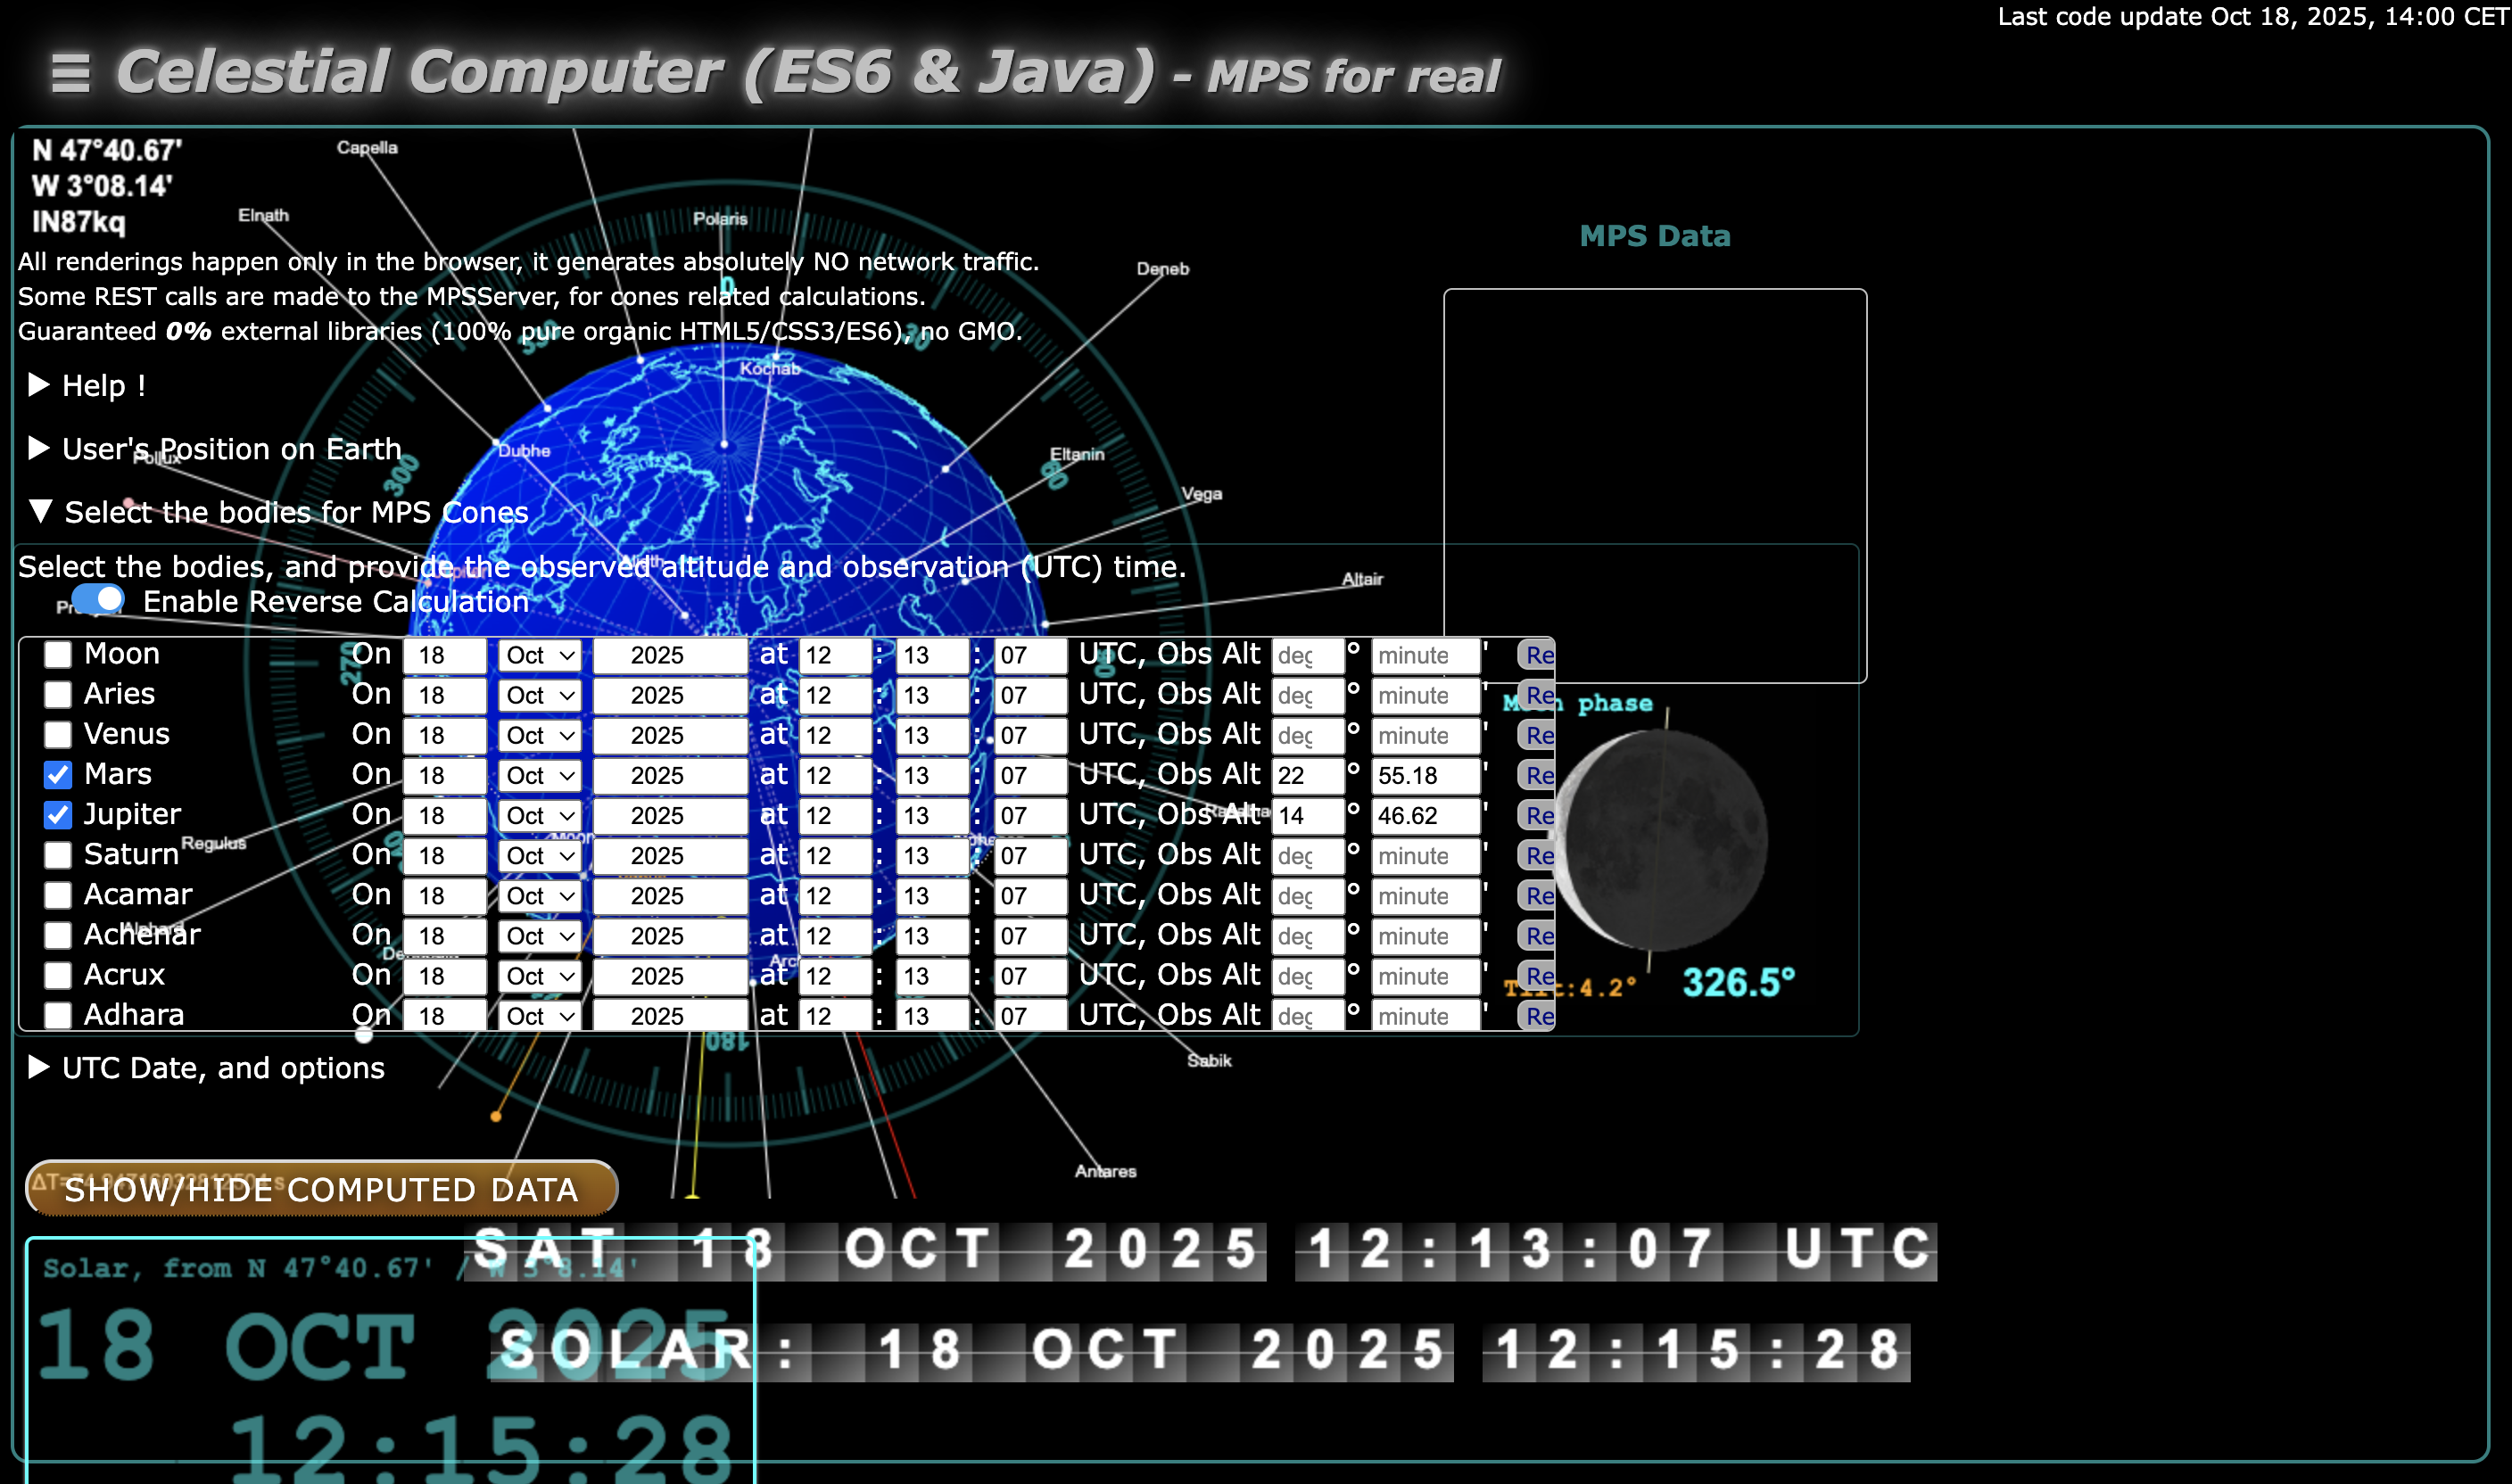 Last code update Oct 18, 2025, 14:00 CET
☰ Celestial Computer (ES6 & Java) - MPS for real
N 47°40.67'
W 3°08.14'
IN87kq
Capella
Elnath
Polaris
Deneb
MPS Data
All renderings happen only in the browser, it generates absolutely NO network traffic.
0
Some REST calls are made to the MPSServer, for cones related calculations.
Guaranteed 0% external libraries (100% pure organic HTML5/CSS3/ES6), no GMO.
330
30
Kochab
▶ Help !
▶ User's Position on Earth
Pollux
Dubhe
Eltanin
300
60
Vega
▼ Select the bodies for MPS Cones
Select the bodies, and provide the observed altitude and observation (UTC) time.
Altair
Enable Reverse Calculation
270
Moon On 18 Oct 2025 at 12 : 13 : 07 UTC, Obs Alt deg ° minute ' Re
Aries On 18 Oct 2025 at 12 : 13 : 07 UTC, Obs Alt deg ° minute ' Re
phase
Venus On 18 Oct 2025 at 12 : 13 : 07 UTC, Obs Alt deg ° minute ' Re
Mars On 18 Oct 2025 at 12 : 13 : 07 UTC, Obs Alt 22 ° 55.18 ' Re
Jupiter On 18 Oct 2025 at 12 : 13 : 07 UTC, Obs Alt 14 ° 46.62 ' Re
Regulus
Saturn On 18 Oct 2025 at 12 : 13 : 07 UTC, Obs Alt deg ° minute ' Re
Acamar On 18 Oct 2025 at 12 : 13 : 07 UTC, Obs Alt deg ° minute ' Re
Alphard
Achenar On 18 Oct 2025 at 12 : 13 : 07 UTC, Obs Alt deg ° minute ' Re
Acrux On 18 Oct 2025 at 12 : 13 : 07 UTC, Obs Alt deg ° minute ' Re
Tilt:4.2° 326.5°
Adhara On 18 Oct 2025 at 12 : 13 : 07 UTC, Obs Alt deg ° minute ' Re
180
Sabik
▶ UTC Date, and options
Antares
SHOW/HIDE COMPUTED DATA
SAT 18 OCT 2025 12:13:07 UTC
Solar, from N 47°40.67' / W 3°8.14'
18 OCT 2025
SOLAR: 18 OCT 2025 12:15:28
12:15:28